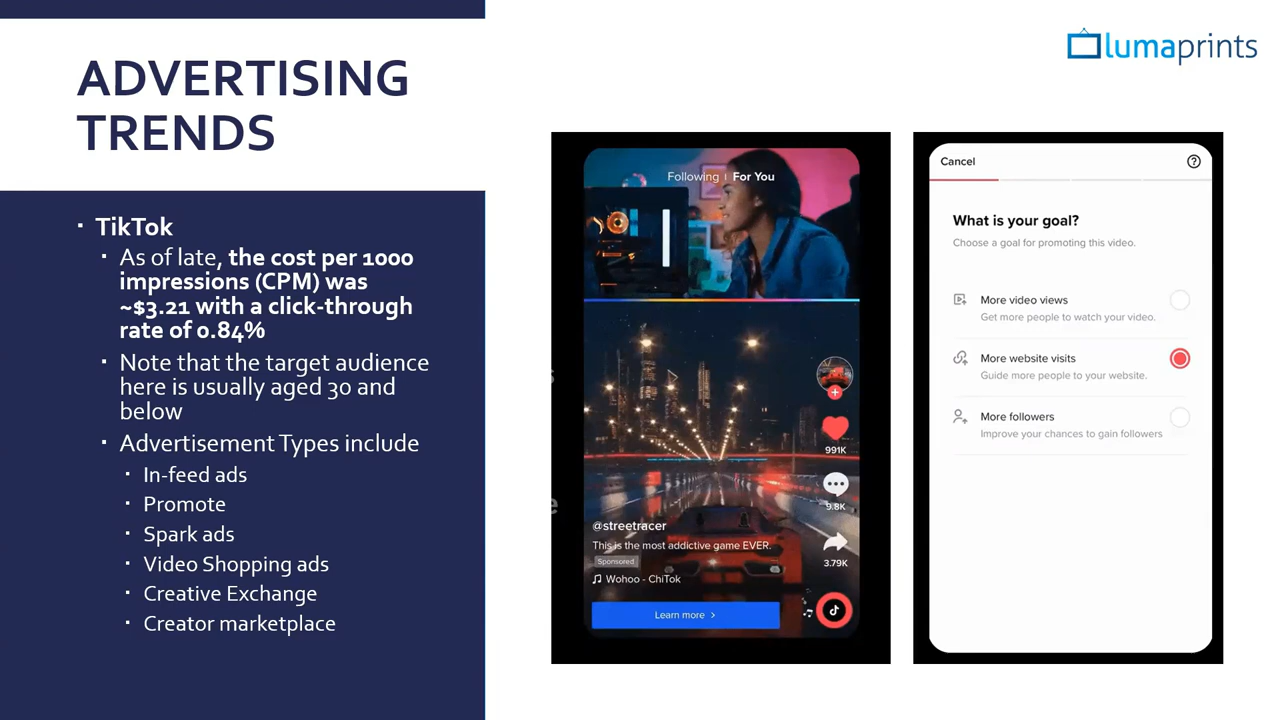 lumaprints
ADVERTISING
TRENDS
▪ TikTok
▪ As of late, the cost per 1000
impressions (CPM) was
~$3.21 with a click-through
rate of 0.84%
▪ Note that the target audience
here is usually aged 30 and
below
▪ Advertisement Types include
▪ In-feed ads
▪ Promote
▪ Spark ads
▪ Video Shopping ads
▪ Creative Exchange
▪ Creator marketplace
Following | For You
991K
9.8K
3.79K
@streetracer
This is the most addictive game EVER.
Sponsored
Wohoo - ChiTok
Learn more >
Cancel
?
What is your goal?
Choose a goal for promoting this video.
More video views
Get more people to watch your video.
More website visits
Guide more people to your website.
More followers
Improve your chances to gain followers